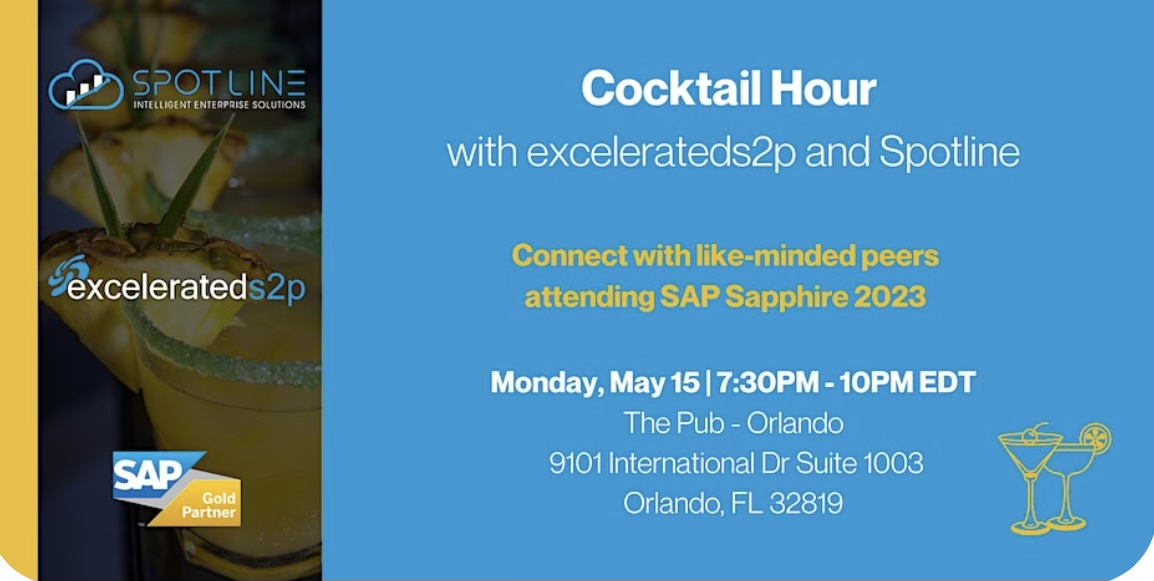 SPOTLINE
INTELLIGENT ENTERPRISE SOLUTIONS
excelerateds2p
SAP
Gold
Partner
Cocktail Hour
with excelerateds2p and Spotline
Connect with like-minded peers
attending SAP Sapphire 2023
Monday, May 15 | 7:30PM - 10PM EDT
The Pub - Orlando
9101 International Dr Suite 1003
Orlando, FL 32819